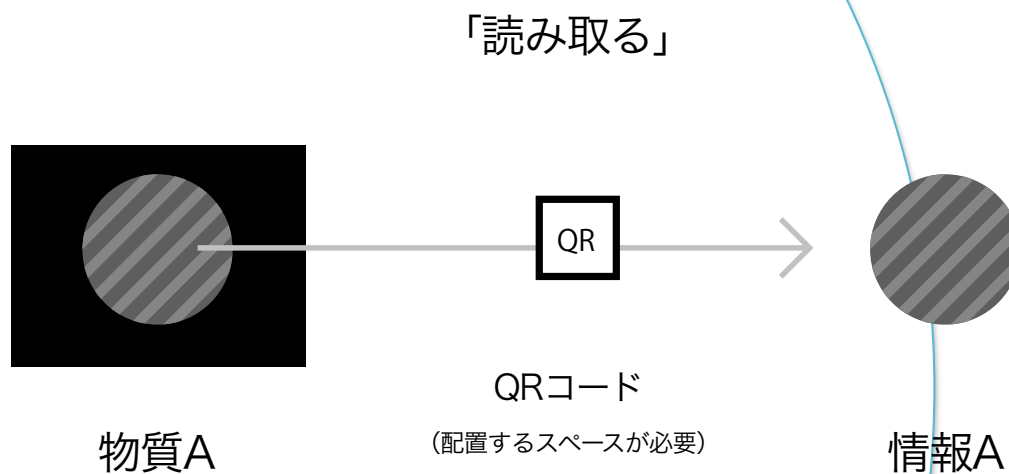 「読み取る」
QR
QRコード
（配置するスペースが必要）
物質A
情報A